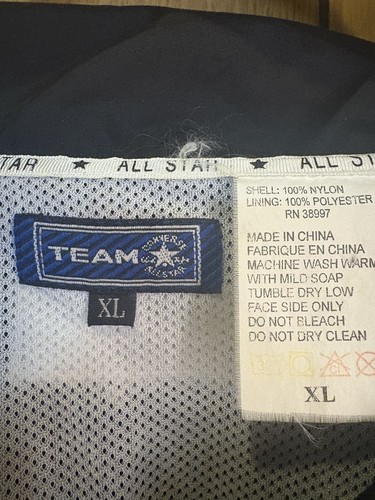 TAR ★ ALL STAR ★ ALL ST
TEAM CONVERSE ALL STAR
XL
SHELL: 100% NYLON
LINING: 100% POLYESTER
RN 38997
MADE IN CHINA
FABRIQUE EN CHINA
MACHINE WASH WARM
WITH MILD SOAP
TUMBLE DRY LOW
FACE SIDE ONLY
DO NOT BLEACH
DO NOT DRY CLEAN
XL